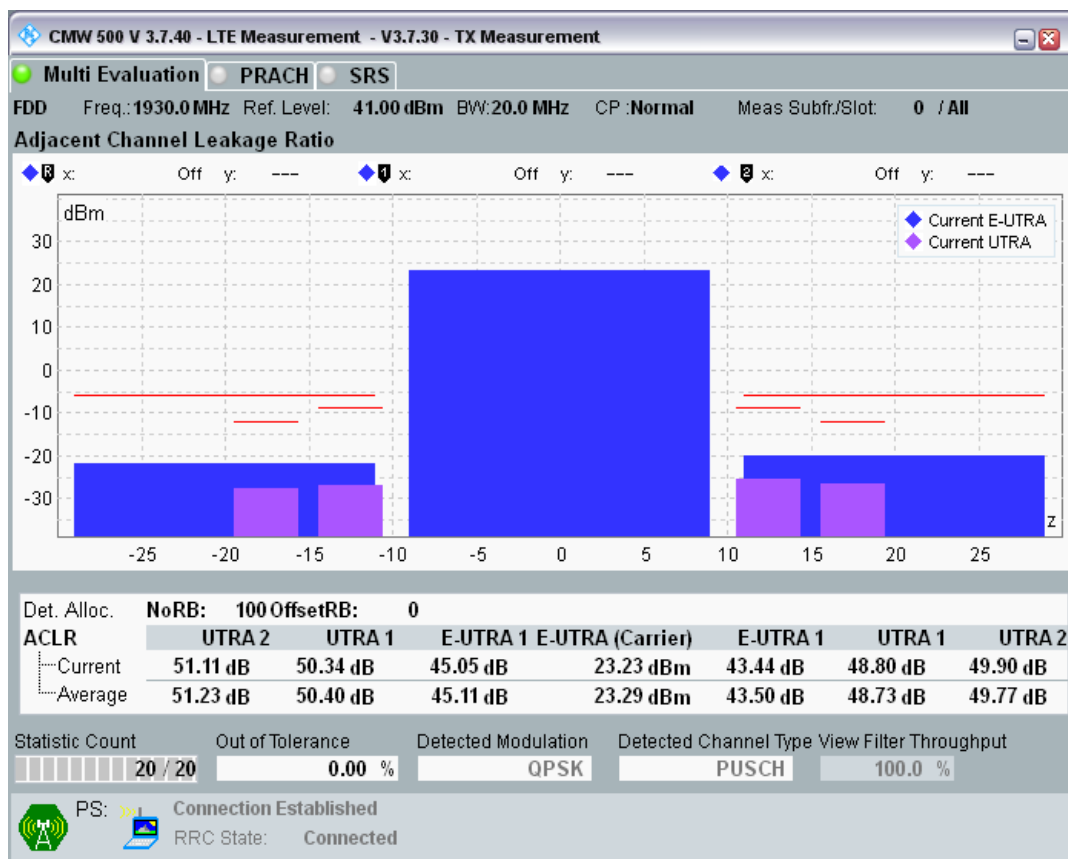 CMW 500 V 3.7.40 - LTE Measurement - V3.7.30 - TX Measurement
Multi Evaluation PRACH SRS
FDD Freq.: 1930.0 MHz Ref. Level: 41.00 dBm BW: 20.0 MHz CP :Normal Meas Subfr./Slot: 0 / All
Adjacent Channel Leakage Ratio
R x: Off y: --- 1 x: Off y: --- 2 x: Off y: ---
dBm
Current E-UTRA
Current UTRA
30
20
10
0
-10
-20
-30
z
-25 -20 -15 -10 -5 0 5 10 15 20 25
Det. Alloc. NoRB: 100 OffsetRB: 0
ACLR UTRA 2 UTRA 1 E-UTRA 1 E-UTRA (Carrier) E-UTRA 1 UTRA 1 UTRA 2
Current 51.11 dB 50.34 dB 45.05 dB 23.23 dBm 43.44 dB 48.80 dB 49.90 dB
Average 51.23 dB 50.40 dB 45.11 dB 23.29 dBm 43.50 dB 48.73 dB 49.77 dB
Statistic Count Out of Tolerance Detected Modulation Detected Channel Type View Filter Throughput
20 / 20 0.00 % QPSK PUSCH 100.0 %
PS: Connection Established
RRC State: Connected